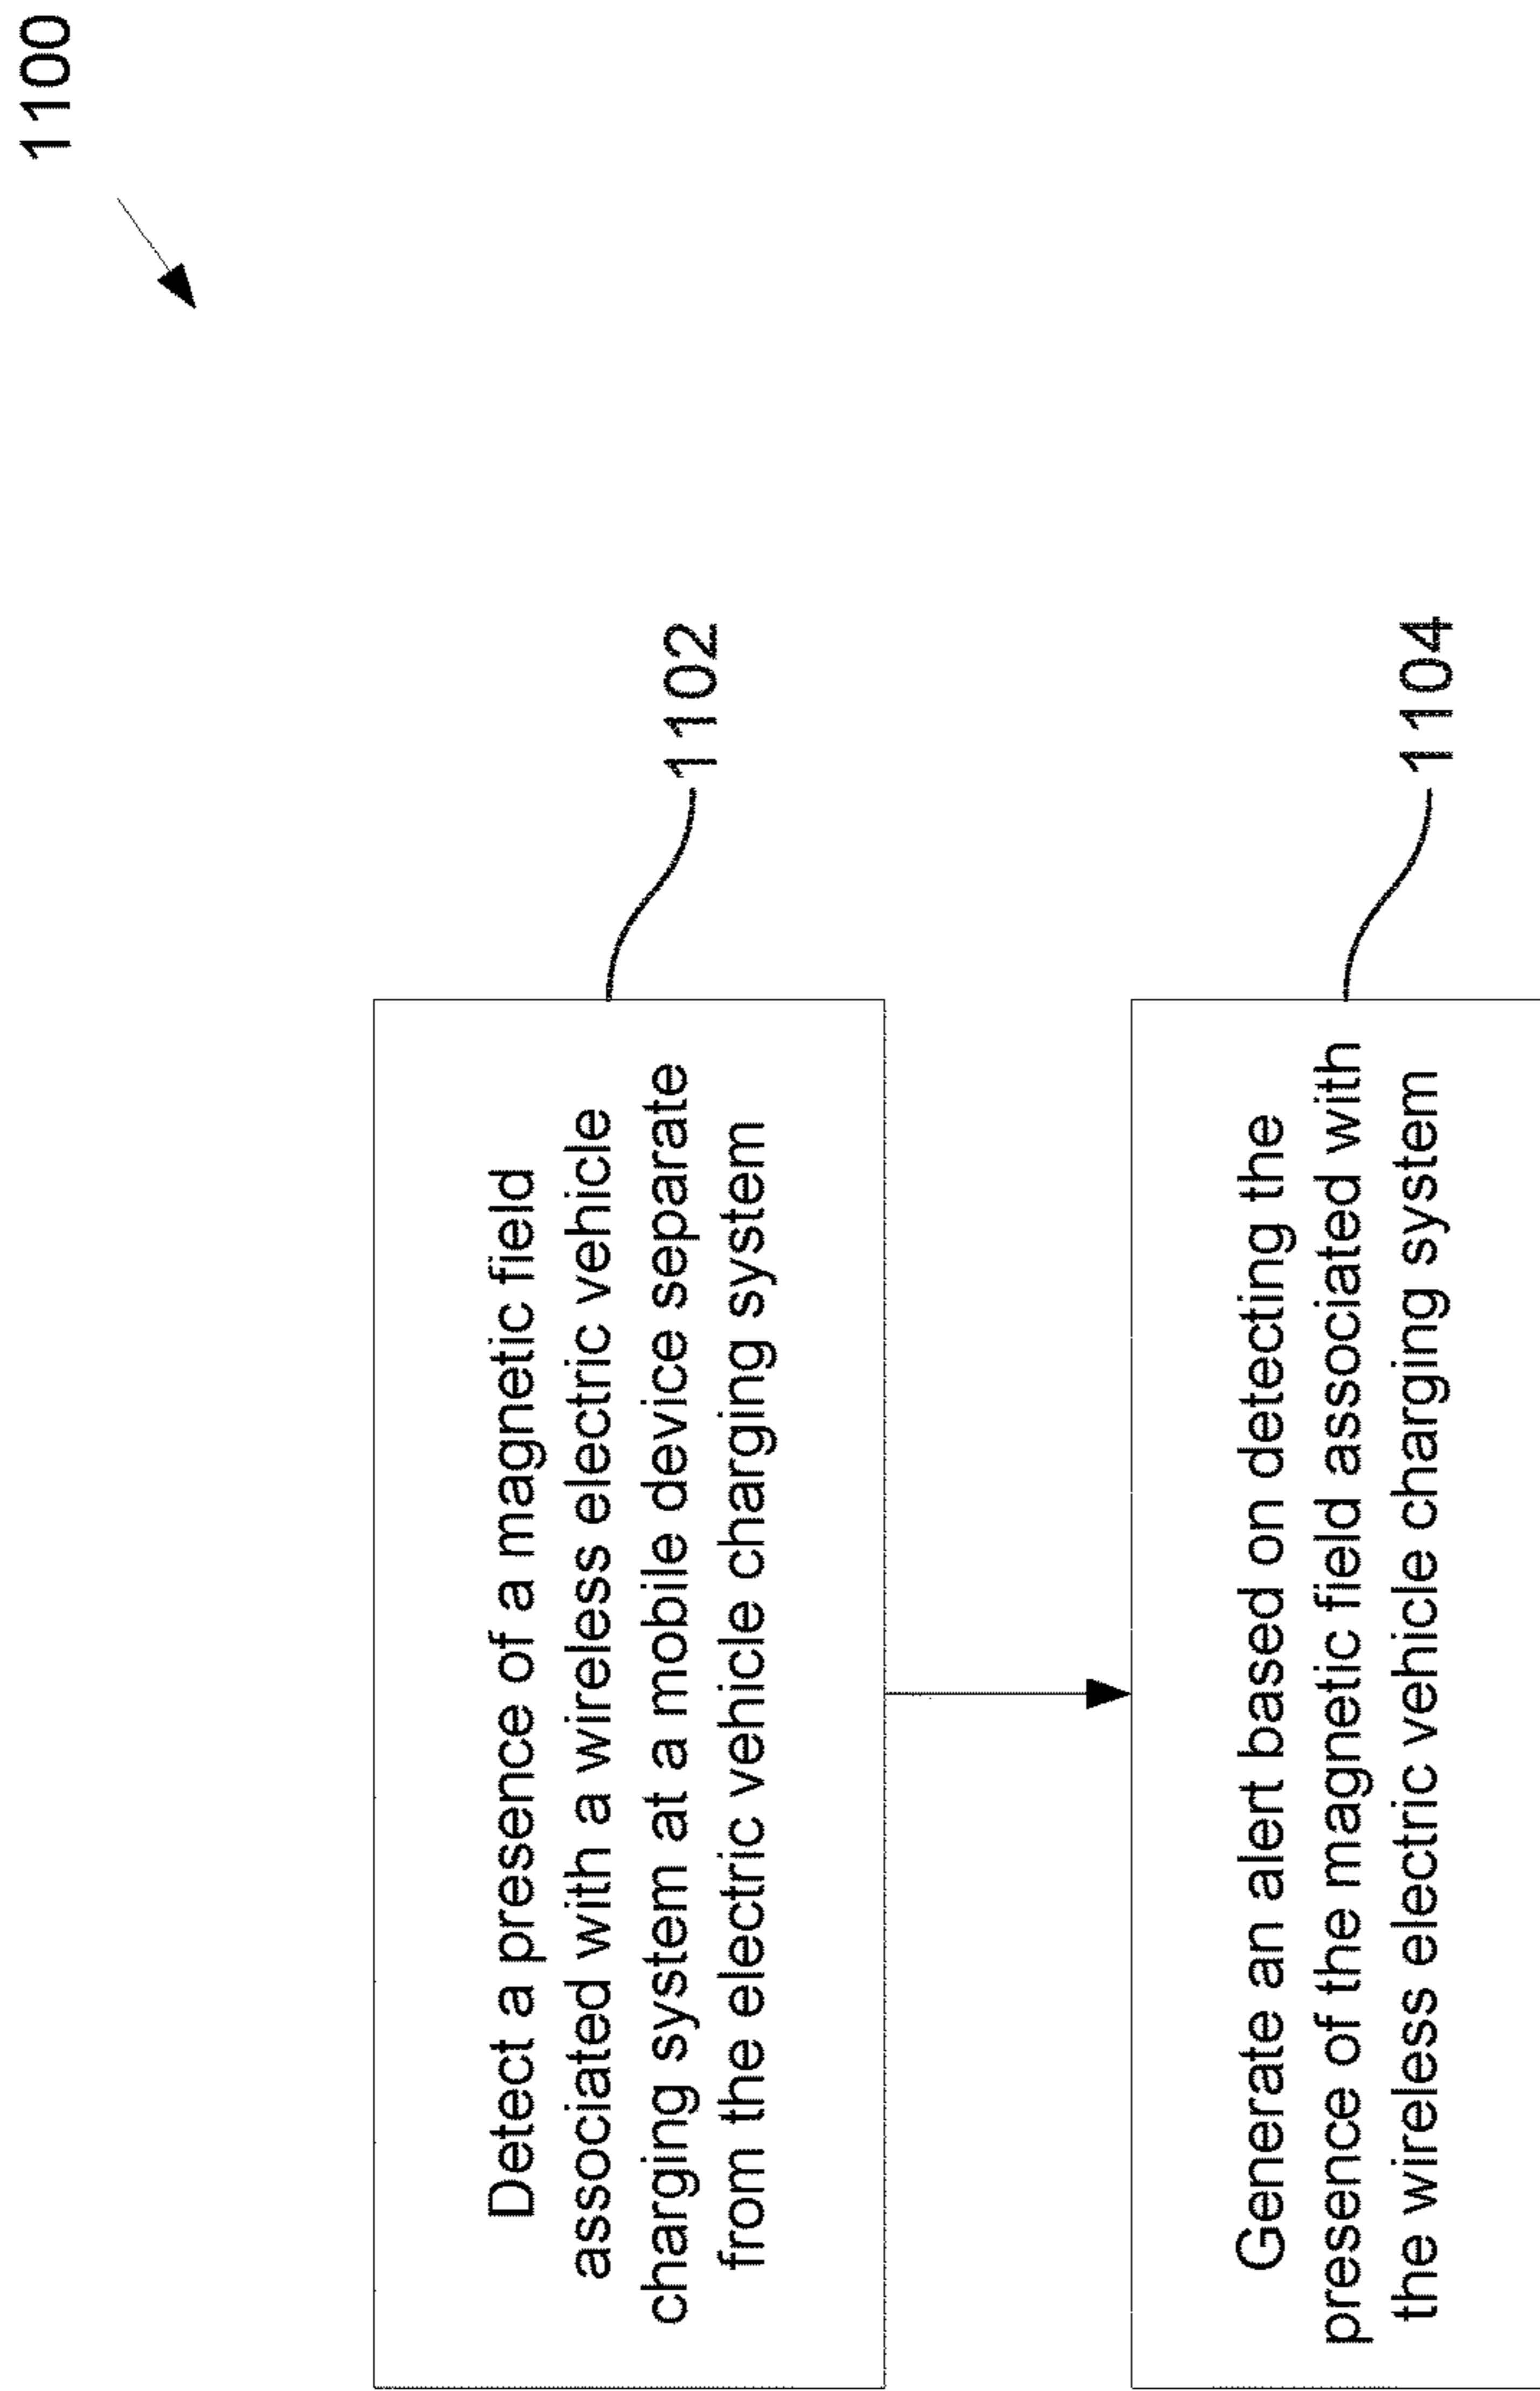 1100
Detect a presence of a magnetic field
associated with a wireless electric vehicle
charging system at a mobile device separate
from the electric vehicle charging system
1102
Generate an alert based on detecting the
presence of the magnetic field associated with
the wireless electric vehicle charging system
1104